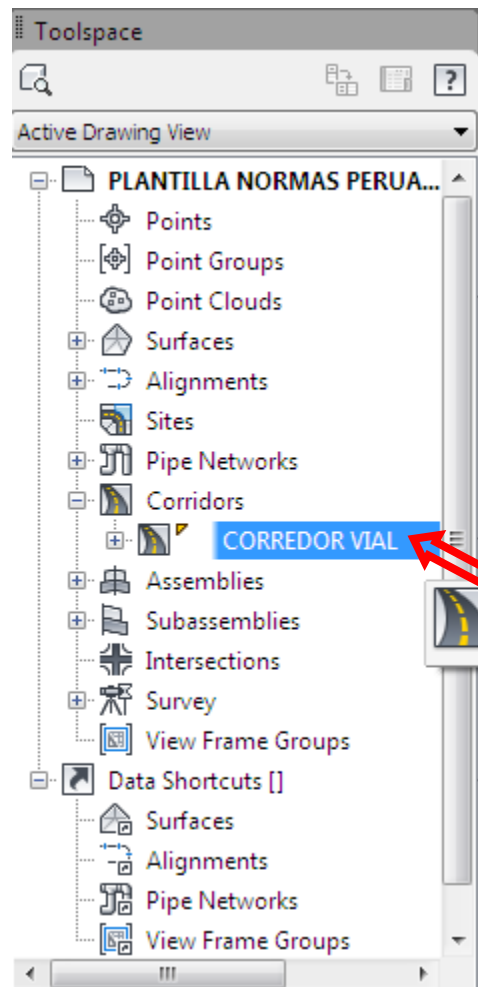 Toolspace
?
Active Drawing View
PLANTILLA NORMAS PERUA...
Points
Point Groups
Point Clouds
Surfaces
Alignments
Sites
Pipe Networks
Corridors
CORREDOR VIAL
Assemblies
Subassemblies
Intersections
Survey
View Frame Groups
Data Shortcuts []
Surfaces
Alignments
Pipe Networks
View Frame Groups